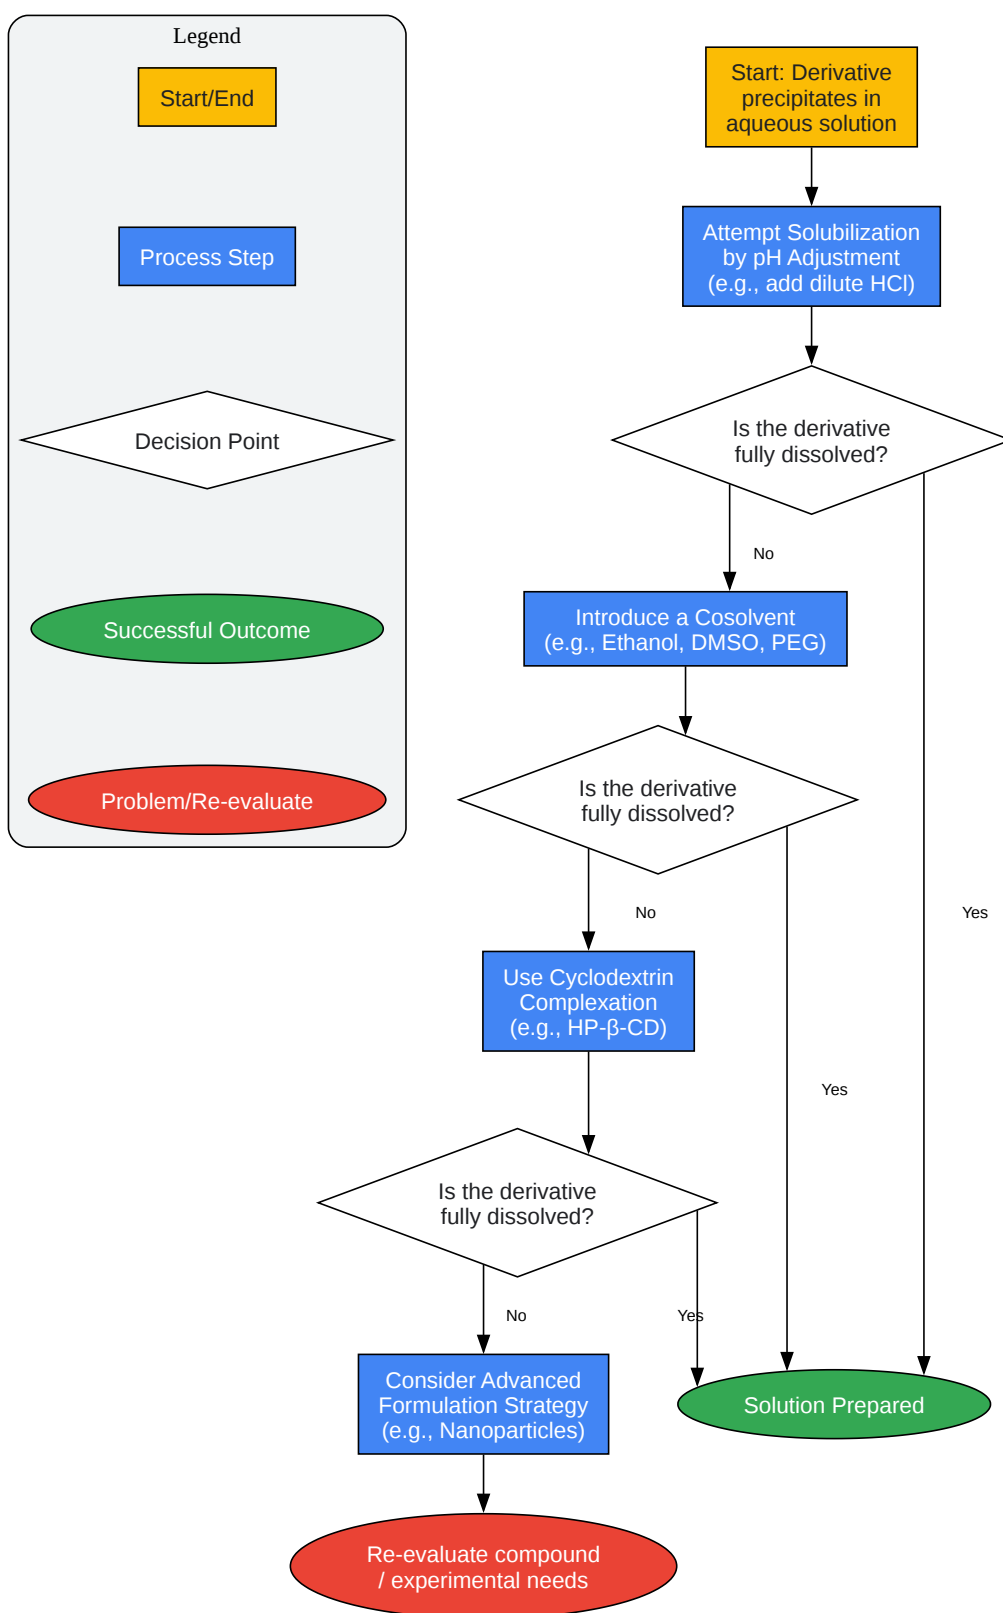 Legend
Start/End
Process Step
Decision Point
Successful Outcome
Problem/Re-evaluate
Start: Derivative
precipitates in
aqueous solution
Attempt Solubilization
by pH Adjustment
(e.g., add dilute HCl)
Is the derivative
fully dissolved?
No
Yes
Introduce a Cosolvent
(e.g., Ethanol, DMSO, PEG)
Is the derivative
fully dissolved?
No
Yes
Use Cyclodextrin
Complexation
(e.g., HP-β-CD)
Is the derivative
fully dissolved?
No
Yes
Consider Advanced
Formulation Strategy
(e.g., Nanoparticles)
Solution Prepared
Re-evaluate compound
/ experimental needs